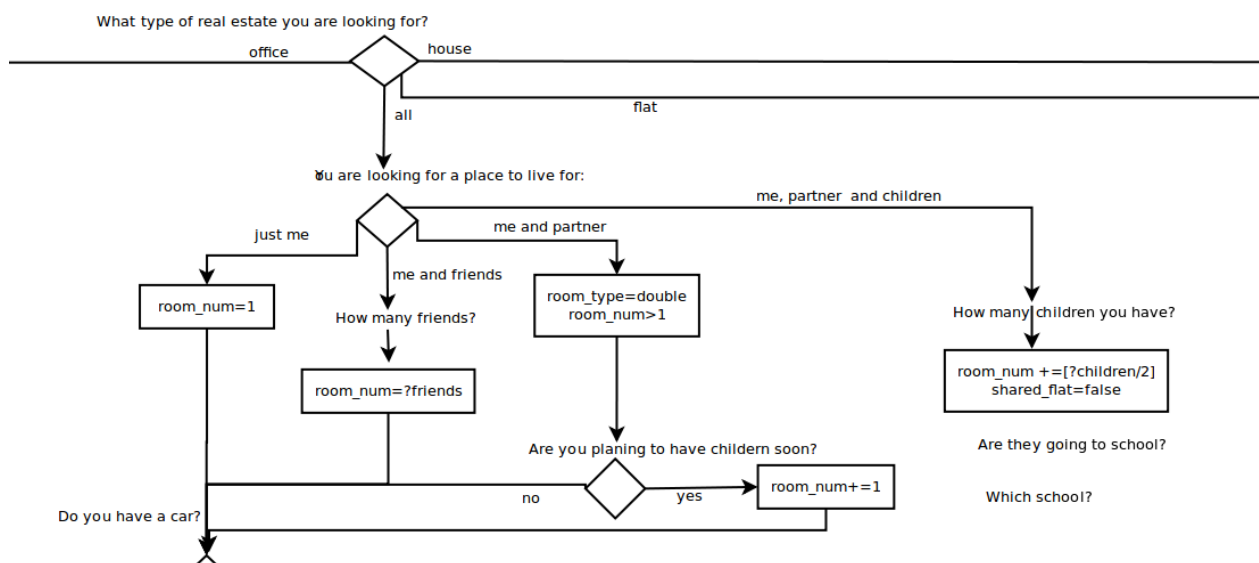 What type of real estate you are looking for?
office
house
flat
all
You are looking for a place to live for:
me, partner and children
just me
me and partner
me and friends
room_num=1
room_type=double
room_num>1
How many friends?
How many children you have?
room_num=?friends
room_num +=[?children/2]
shared_flat=false
Are you planing to have childern soon?
Are they going to school?
no
yes
room_num+=1
Which school?
Do you have a car?